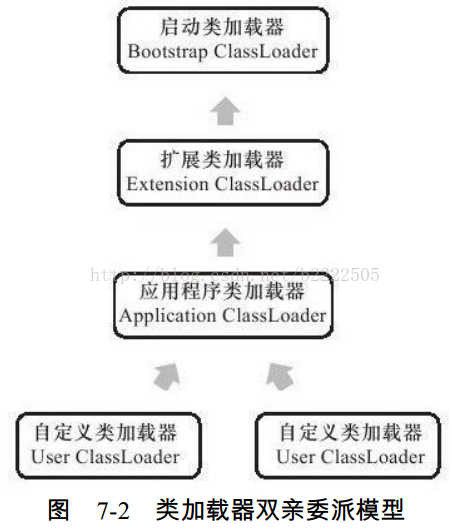 启动类加载器
Bootstrap ClassLoader
扩展类加载器
Extension ClassLoader
http://blog.csdn.net/b2222505
应用程序类加载器
Application ClassLoader
自定义类加载器
User ClassLoader
自定义类加载器
User ClassLoader
图 7-2 类加载器双亲委派模型